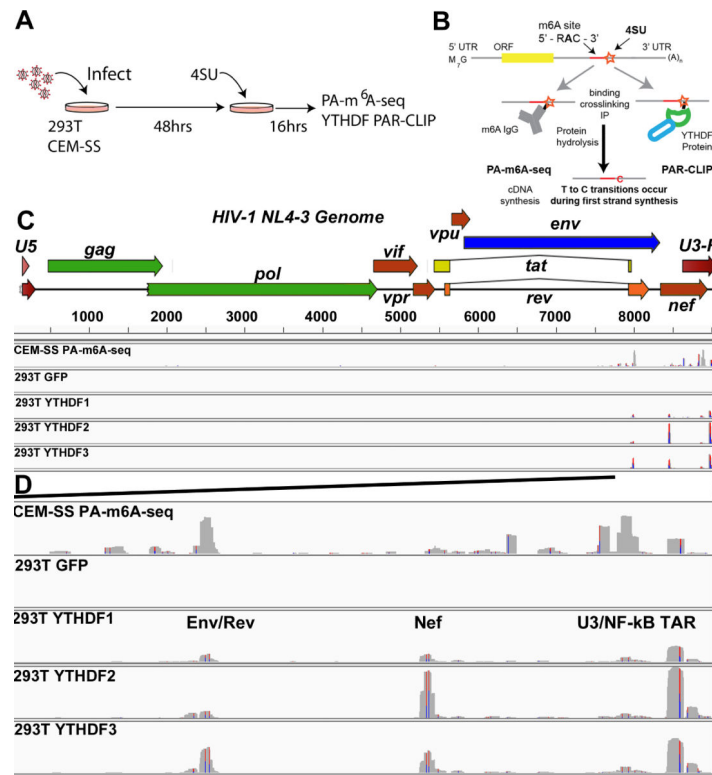 A
Infect
4SU
293T
CEM-SS
48hrs
16hrs
PA-m6A-seq
YTHDF PAR-CLIP
B
m6A site
5' - RAC - 3'
4SU
5' UTR
ORF
3' UTR
M7G
(A)n
m6A IgG
binding
crosslinking
IP
Protein
hydrolysis
YTHDF
Protein
PA-m6A-seq
PAR-CLIP
C
cDNA
synthesis
T to C transitions occur
during first strand synthesis
C
HIV-1 NL4-3 Genome
U5
gag
pol
vif
vpr
vpu
env
tat
rev
U3-R
nef
1000 2000 3000 4000 5000 6000 7000 8000
CEM-SS PA-m6A-seq
293T GFP
293T YTHDF1
293T YTHDF2
293T YTHDF3
D
CEM-SS PA-m6A-seq
293T GFP
293T YTHDF1
Env/Rev Nef U3/NF-kB TAR
293T YTHDF2
293T YTHDF3